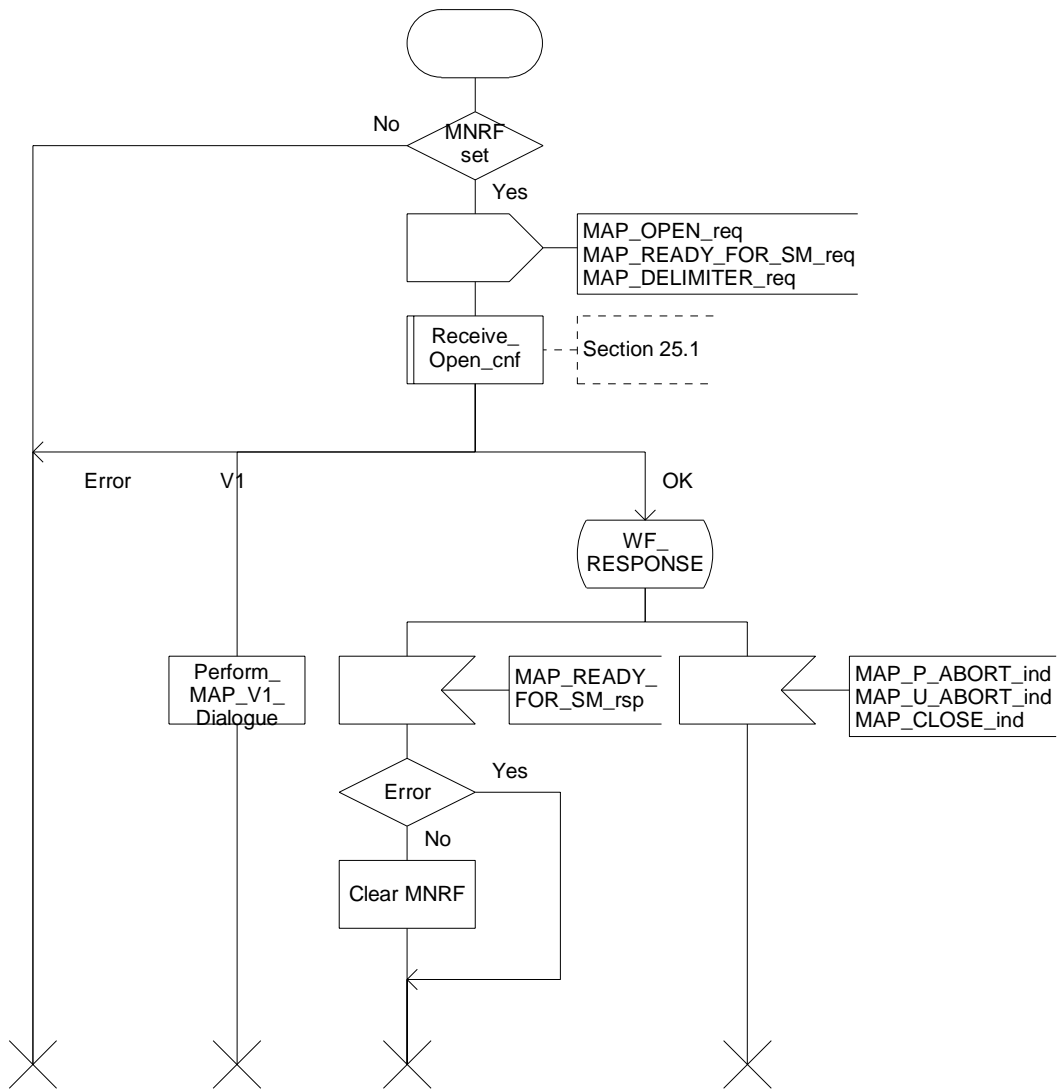 No
MNRF
set
Yes
MAP_OPEN_req
MAP_READY_FOR_SM_req
MAP_DELIMITER_req
Receive_
Open_cnf
Section 25.1
Error
V1
OK
WF_
RESPONSE
Perform_
MAP_V1_
Dialogue
MAP_READY_
FOR_SM_rsp
MAP_P_ABORT_ind
MAP_U_ABORT_ind
MAP_CLOSE_ind
Error
Yes
No
Clear MNRF